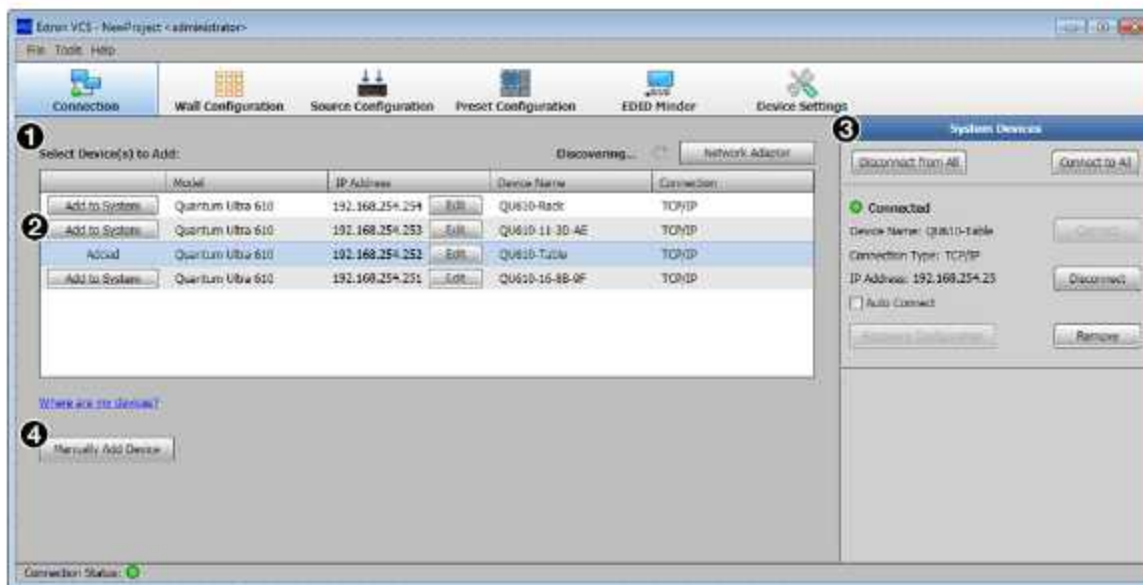 Extron VCS - NewProject <administrator>
File Tools Help
Connection Wall Configuration Source Configuration Preset Configuration EDID Minder Device Settings
1 3 System Devices
Select Device(s) to Add: Discovering... Network Adapter Disconnect from All Connect to All
Model IP Address Device Name Connection
Add to System Quantum Ultra 610 192.168.254.254 Edit QU610-Rack TCP/IP Connected
2 Add to System Quantum Ultra 610 192.168.254.253 Edit QU610-11-3D-AE TCP/IP Device Name: QU610-Table Connect
Added Quantum Ultra 610 192.168.254.252 Edit QU610-Table TCP/IP Connection Type: TCP/IP
Add to System Quantum Ultra 610 192.168.254.251 Edit QU610-16-8B-9F TCP/IP IP Address: 192.168.254.25 Disconnect
Auto Connect
Remove
Where are my devices?
4
Manually Add Device
Connection Status: